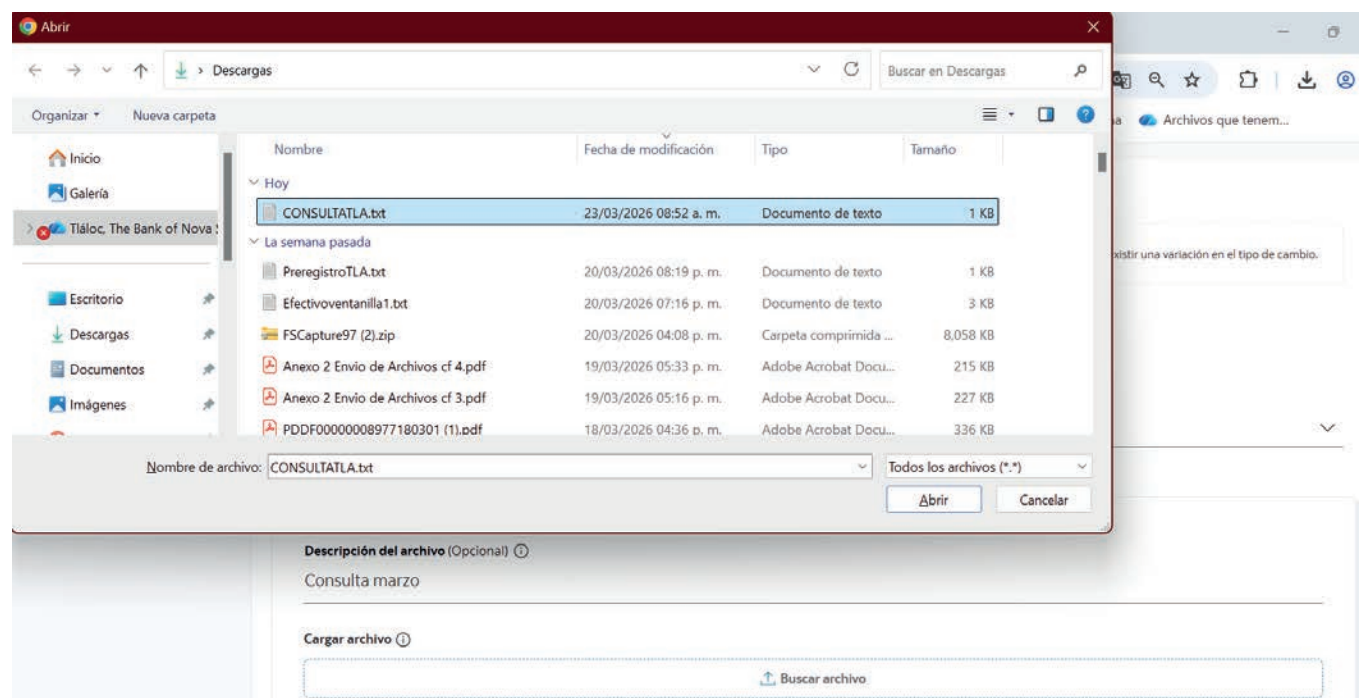 Abrir
Descargas
Buscar en Descargas
Organizar
Nueva carpeta
Archivos que tenem...
Inicio
Galería
Tláloc, The Bank of Nova
Escritorio
Descargas
Documentos
Imágenes
Nombre Fecha de modificación Tipo Tamaño
Hoy
CONSULTATLA.txt 23/03/2026 08:52 a. m. Documento de texto 1 KB
La semana pasada
PreregistroTLA.txt 20/03/2026 08:19 p. m. Documento de texto 1 KB
Efectivoventanilla1.txt 20/03/2026 07:16 p. m. Documento de texto 3 KB
FSCapture97 (2).zip 20/03/2026 04:08 p. m. Carpeta comprimida ... 8,058 KB
Anexo 2 Envio de Archivos cf 4.pdf 19/03/2026 05:33 p. m. Adobe Acrobat Docu... 215 KB
Anexo 2 Envio de Archivos cf 3.pdf 19/03/2026 05:16 p. m. Adobe Acrobat Docu... 227 KB
PDDF00000008977180301 (1).pdf 18/03/2026 04:36 p. m. Adobe Acrobat Docu... 336 KB
una variación en el tipo de cambio.
Nombre de archivo: CONSULTATLA.txt Todos los archivos (*.*)
Abrir Cancelar
Descripción del archivo (Opcional)
Consulta marzo
Cargar archivo
Buscar archivo